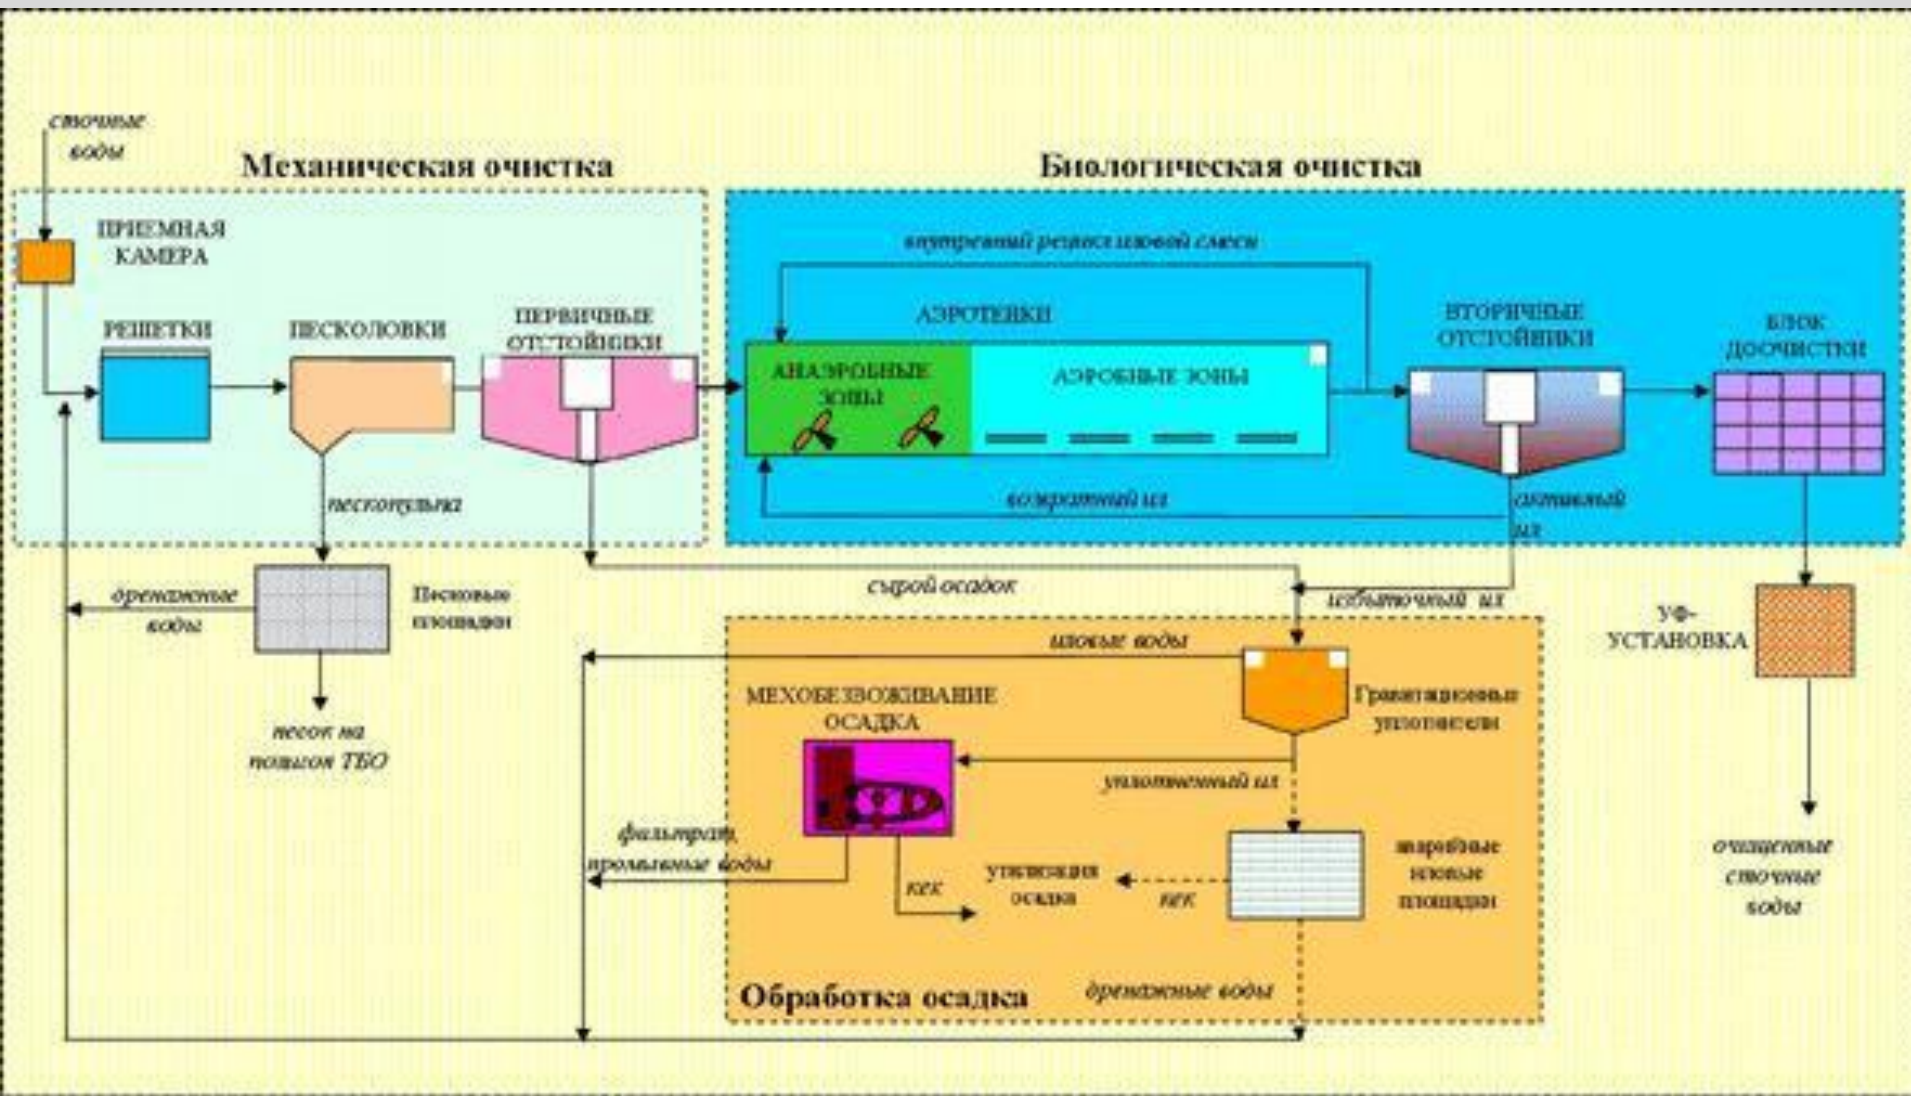 сточные
воды
Механическая очистка
Биологическая очистка
ПРИЕМНАЯ
КАМЕРА
РЕШЕТКИ
ПЕСКОЛОВКИ
ПЕРВИЧНЫЕ
ОТСТОЙНИКИ
пескопульпа
внутренний рецикл иловой смеси
АЭРОТЕНКИ
АНАЭРОБНЫЕ
ЗОНЫ
АЭРОБНЫЕ ЗОНЫ
возвратный ил
ВТОРИЧНЫЕ
ОТСТОЙНИКИ
активный
ил
БЛОК
ДООЧИСТКИ
дренажные
воды
Песковые
площадки
песок на
полигон ТБО
сырой осадок
избыточный ил
УФ-
УСТАНОВКА
иловые воды
МЕХОБЕЗВОЖИВАНИЕ
ОСАДКА
Гравитационные
уплотнители
уплотненный ил
фильтрат,
промывные воды
кек
утилизация
осадка
кек
аварийные
иловые
площадки
очищенные
сточные
воды
Обработка осадка
дренажные воды